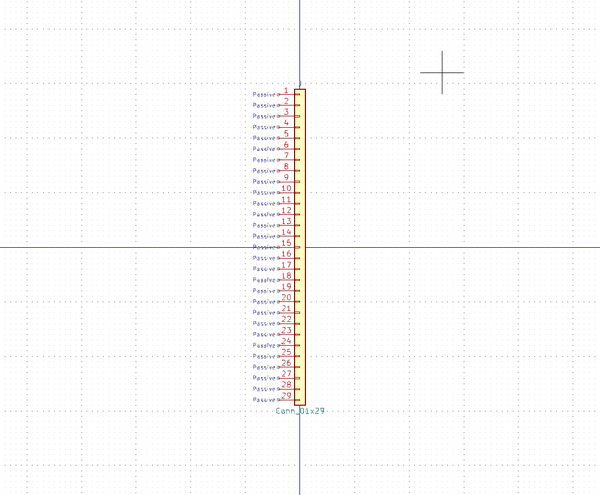 J
Passive 1
Passive 2
Passive 3
Passive 4
Passive 5
Passive 6
Passive 7
Passive 8
Passive 9
Passive 10
Passive 11
Passive 12
Passive 13
Passive 14
Passive 15
Passive 16
Passive 17
Passive 18
Passive 19
Passive 20
Passive 21
Passive 22
Passive 23
Passive 24
Passive 25
Passive 26
Passive 27
Passive 28
Passive 29
Conn_01x29